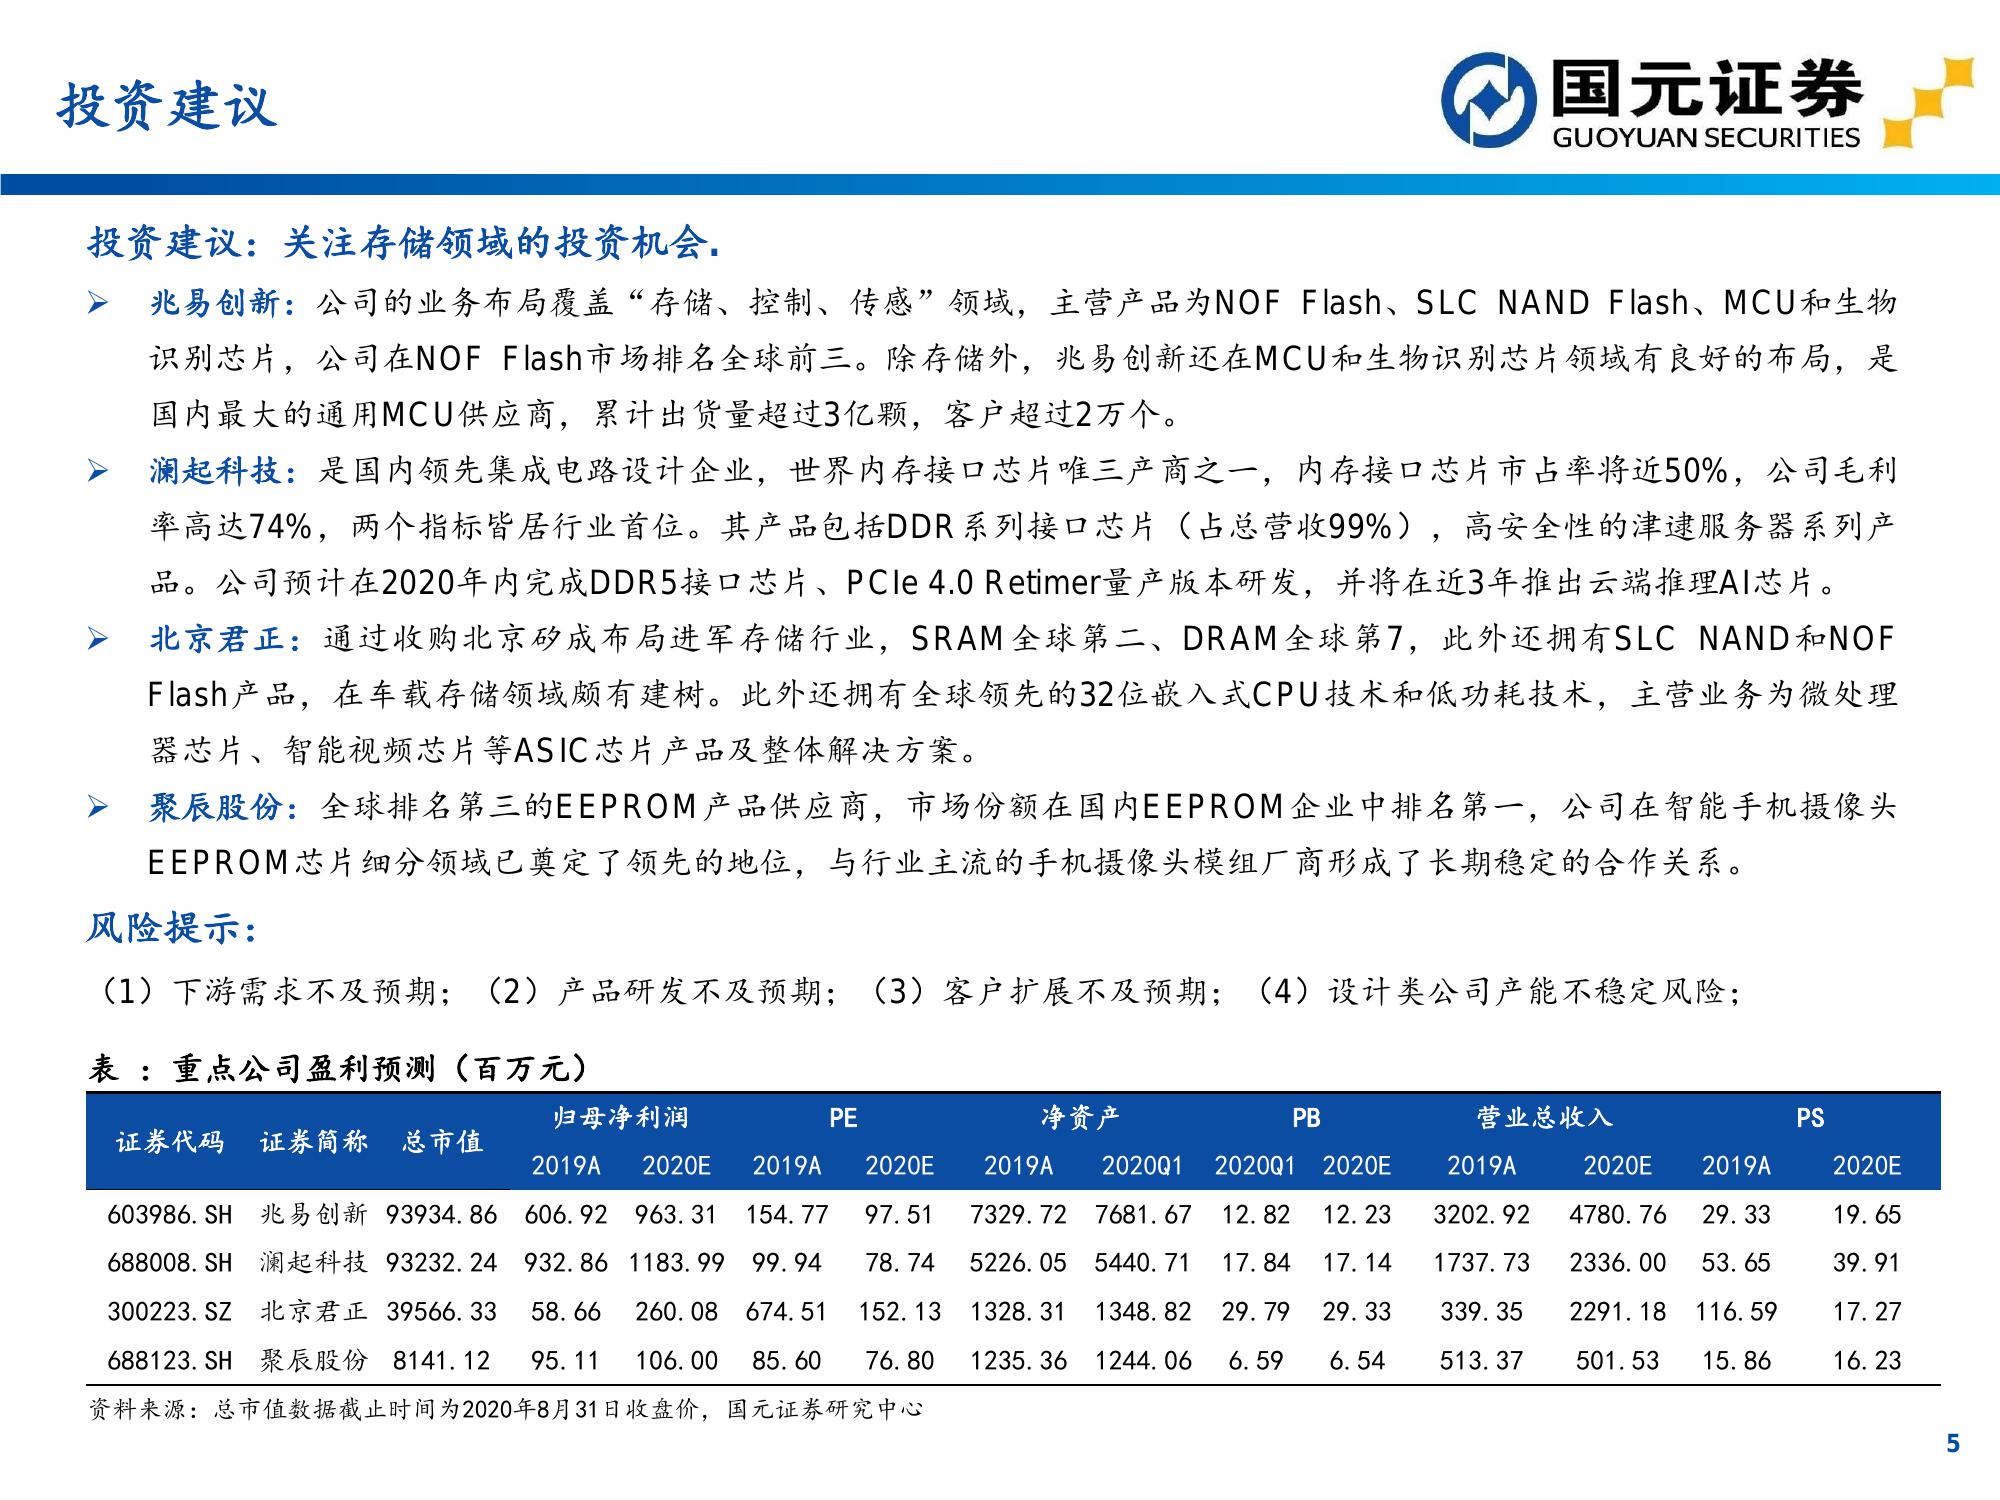 投资建议
国元证券
GUOYUAN SECURITIES
投资建议：关注存储领域的投资机会.
➢ 兆易创新：公司的业务布局覆盖“存储、控制、传感”领域，主营产品为NOF Flash、SLC NAND Flash、MCU和生物
识别芯片，公司在NOF Flash市场排名全球前三。除存储外，兆易创新还在MCU和生物识别芯片领域有良好的布局，是
国内最大的通用MCU供应商，累计出货量超过3亿颗，客户超过2万个。
➢ 澜起科技：是国内领先集成电路设计企业，世界内存接口芯片唯三产商之一，内存接口芯片市占率将近50%，公司毛利
率高达74%，两个指标皆居行业首位。其产品包括DDR系列接口芯片（占总营收99%），高安全性的津逮服务器系列产
品。公司预计在2020年内完成DDR5接口芯片、PCIe 4.0 Retimer量产版本研发，并将在近3年推出云端推理AI芯片。
➢ 北京君正：通过收购北京矽成布局进军存储行业，SRAM全球第二、DRAM全球第7，此外还拥有SLC NAND和NOF
Flash产品，在车载存储领域颇有建树。此外还拥有全球领先的32位嵌入式CPU技术和低功耗技术，主营业务为微处理
器芯片、智能视频芯片等ASIC芯片产品及整体解决方案。
➢ 聚辰股份：全球排名第三的EEPROM产品供应商，市场份额在国内EEPROM企业中排名第一，公司在智能手机摄像头
EEPROM芯片细分领域已奠定了领先的地位，与行业主流的手机摄像头模组厂商形成了长期稳定的合作关系。
风险提示：
（1）下游需求不及预期；（2）产品研发不及预期；（3）客户扩展不及预期；（4）设计类公司产能不稳定风险；
表 ：重点公司盈利预测（百万元）
证券代码 证券简称 总市值 归母净利润 PE 净资产 PB 营业总收入 PS
2019A 2020E 2019A 2020E 2019A 2020Q1 2020Q1 2020E 2019A 2020E 2019A 2020E
603986.SH 兆易创新 93934.86 606.92 963.31 154.77 97.51 7329.72 7681.67 12.82 12.23 3202.92 4780.76 29.33 19.65
688008.SH 澜起科技 93232.24 932.86 1183.99 99.94 78.74 5226.05 5440.71 17.84 17.14 1737.73 2336.00 53.65 39.91
300223.SZ 北京君正 39566.33 58.66 260.08 674.51 152.13 1328.31 1348.82 29.79 29.33 339.35 2291.18 116.59 17.27
688123.SH 聚辰股份 8141.12 95.11 106.00 85.60 76.80 1235.36 1244.06 6.59 6.54 513.37 501.53 15.86 16.23
资料来源：总市值数据截止时间为2020年8月31日收盘价，国元证券研究中心
5